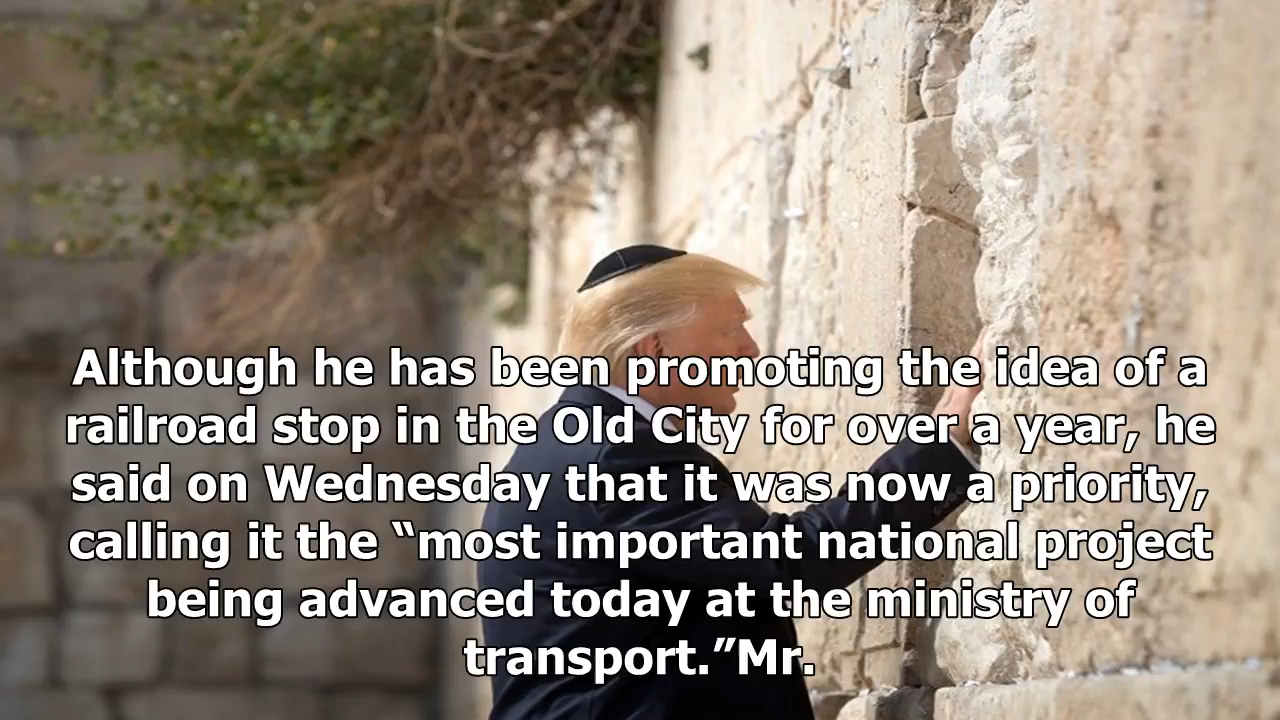 Although he has been promoting the idea of a
railroad stop in the Old City for over a year, he
said on Wednesday that it was now a priority,
calling it the “most important national project
being advanced today at the ministry of
transport.”Mr.